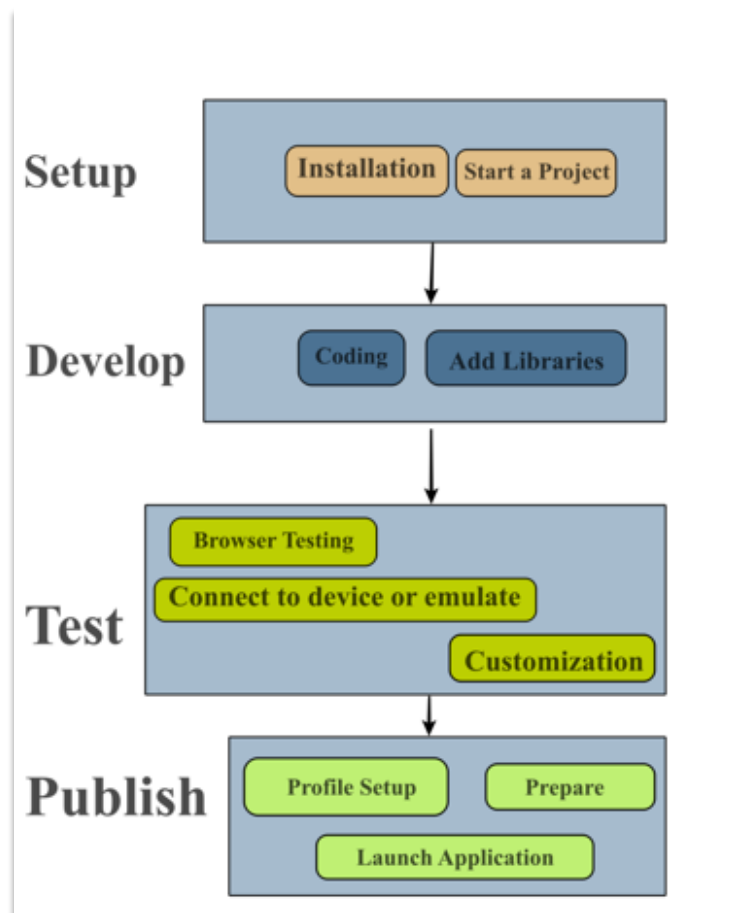 Setup
Installation
Start a Project
Develop
Coding
Add Libraries
Test
Browser Testing
Connect to device or emulate
Customization
Publish
Profile Setup
Prepare
Launch Application